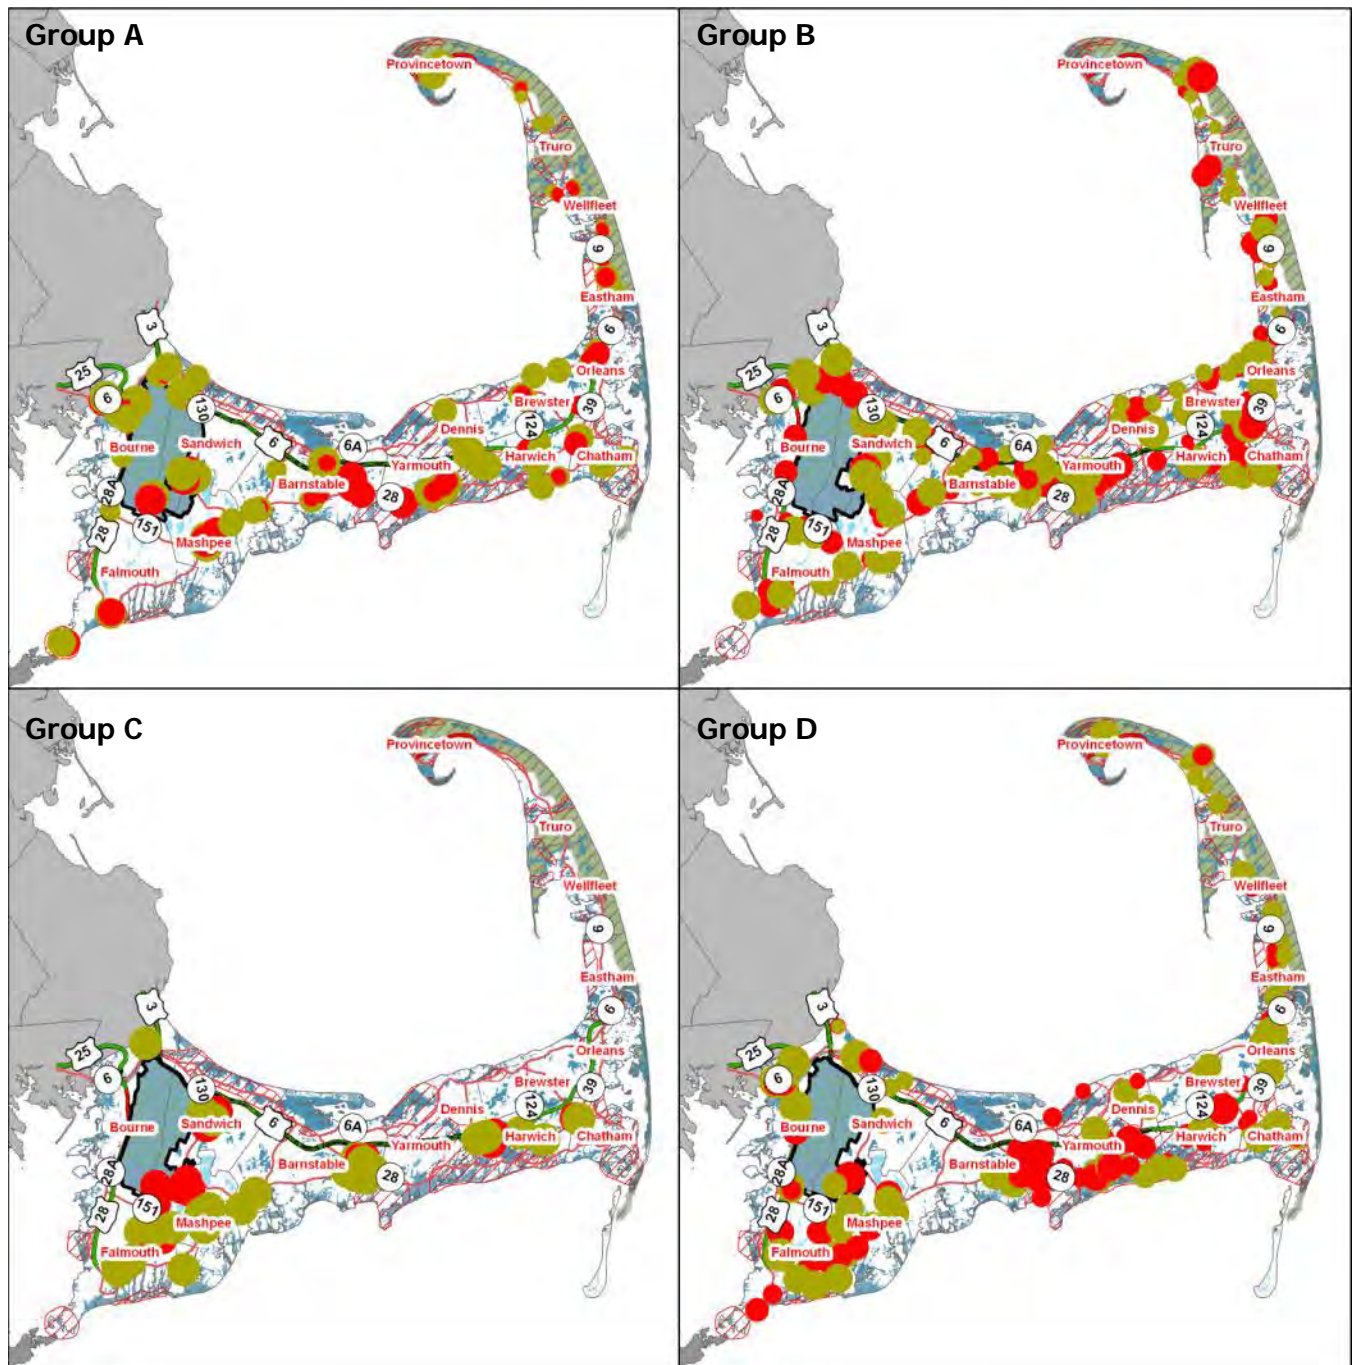 Group A
Provincetown
Truro
Wellfleet
6
Eastham
3
6
25
Orleans
6
130
Brewster
39
Dennis
124
Bourne
Sandwich
6
6A
Harwich
Chatham
Yarmouth
Barnstable
28A
28
151
28
Mashpee
Falmouth
Group B
Provincetown
Truro
Wellfleet
6
Eastham
3
6
25
Orleans
6
130
Brewster
39
Dennis
124
Bourne
Sandwich
6
6A
Harwich
Chatham
Yarmouth
Barnstable
28A
28
151
28
Mashpee
Falmouth
Group C
Provincetown
Truro
Wellfleet
6
Eastham
3
6
25
Orleans
6
130
Brewster
39
Dennis
124
Bourne
Sandwich
6
6A
Harwich
Chatham
Yarmouth
Barnstable
28A
28
151
28
Mashpee
Falmouth
Group D
Provincetown
Truro
Wellfleet
6
Eastham
3
6
25
Orleans
6
130
Brewster
39
Dennis
124
Bourne
Sandwich
6
6A
Harwich
Chatham
Yarmouth
Barnstable
28A
28
151
28
Mashpee
Falmouth